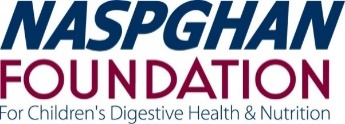 NASPGHAN
FOUNDATION
For Children's Digestive Health & Nutrition